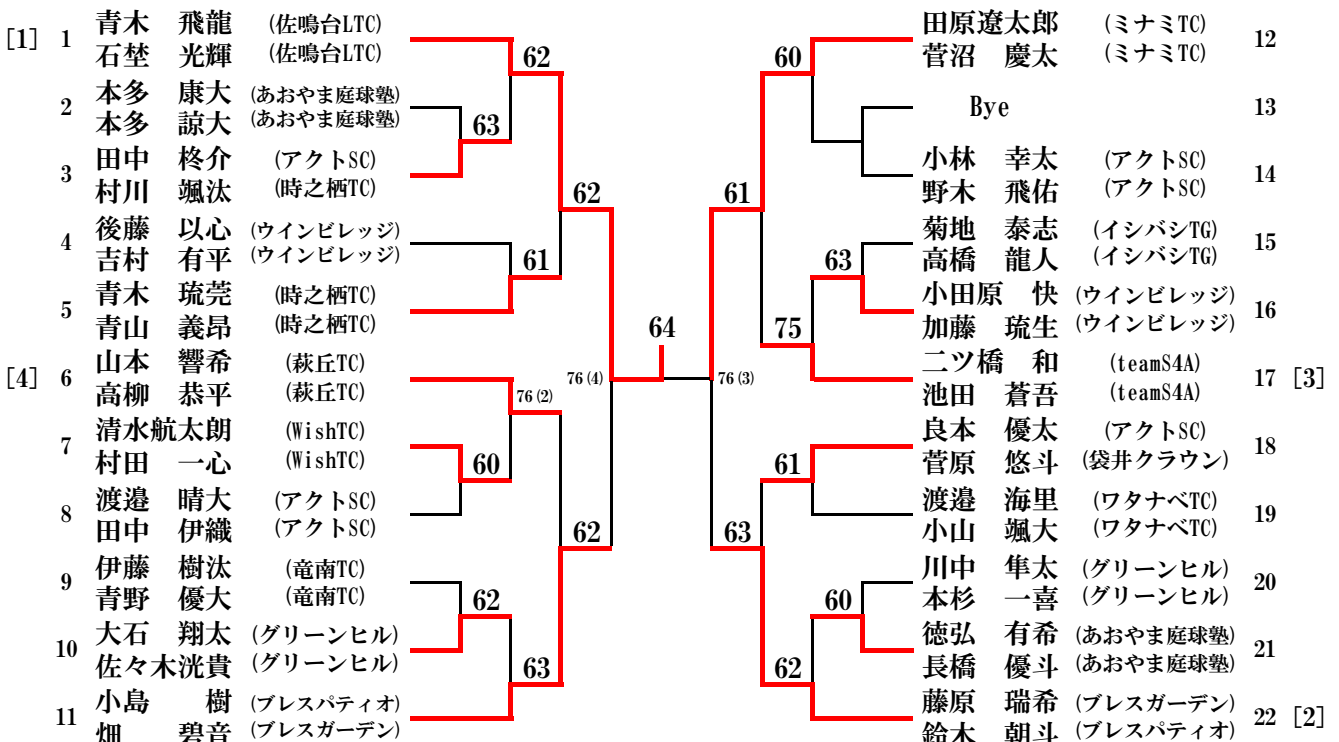 [1] 1 青木　飛龍 (佐鳴台LTC)
石埜　光輝 (佐鳴台LTC)
2 本多　康大 (あおやま庭球塾)
本多　諒大 (あおやま庭球塾)
3 田中　柊介 (アクトSC)
村川　颯汰 (時之栖TC)
4 後藤　以心 (ウインビレッジ)
吉村　有平 (ウインビレッジ)
5 青木　琉莞 (時之栖TC)
青山　義昂 (時之栖TC)
[4] 6 山本　響希 (萩丘TC)
高柳　恭平 (萩丘TC)
7 清水航太朗 (WishTC)
村田　一心 (WishTC)
8 渡邉　晴大 (アクトSC)
田中　伊織 (アクトSC)
9 伊藤　樹汰 (竜南TC)
青野　優大 (竜南TC)
10 大石　翔太 (グリーンヒル)
佐々木洸貴 (グリーンヒル)
11 小島　　樹 (ブレスパティオ)
畑　　碧音 (ブレスガーデン)
62
63
62
61
76(2)
60
62
62
63
76(4)
64
76(3)
60
61
63
75
61
63
60
62
田原遼太郎 (ミナミTC) 12
菅沼　慶太 (ミナミTC)
Bye 13
小林　幸太 (アクトSC) 14
野木　飛佑 (アクトSC)
菊地　泰志 (イシバシTG) 15
高橋　龍人 (イシバシTG)
小田原　快 (ウインビレッジ) 16
加藤　琉生 (ウインビレッジ)
二ツ橋　和 (teamS4A) 17 [3]
池田　蒼吾 (teamS4A)
良本　優太 (アクトSC) 18
菅原　悠斗 (袋井クラウン)
渡邉　海里 (ワタナベTC) 19
小山　颯大 (ワタナベTC)
川中　隼太 (グリーンヒル) 20
本杉　一喜 (グリーンヒル)
徳弘　有希 (あおやま庭球塾) 21
長橋　優斗 (あおやま庭球塾)
藤原　瑞希 (ブレスガーデン) 22 [2]
鈴木　朝斗 (ブレスパティオ)